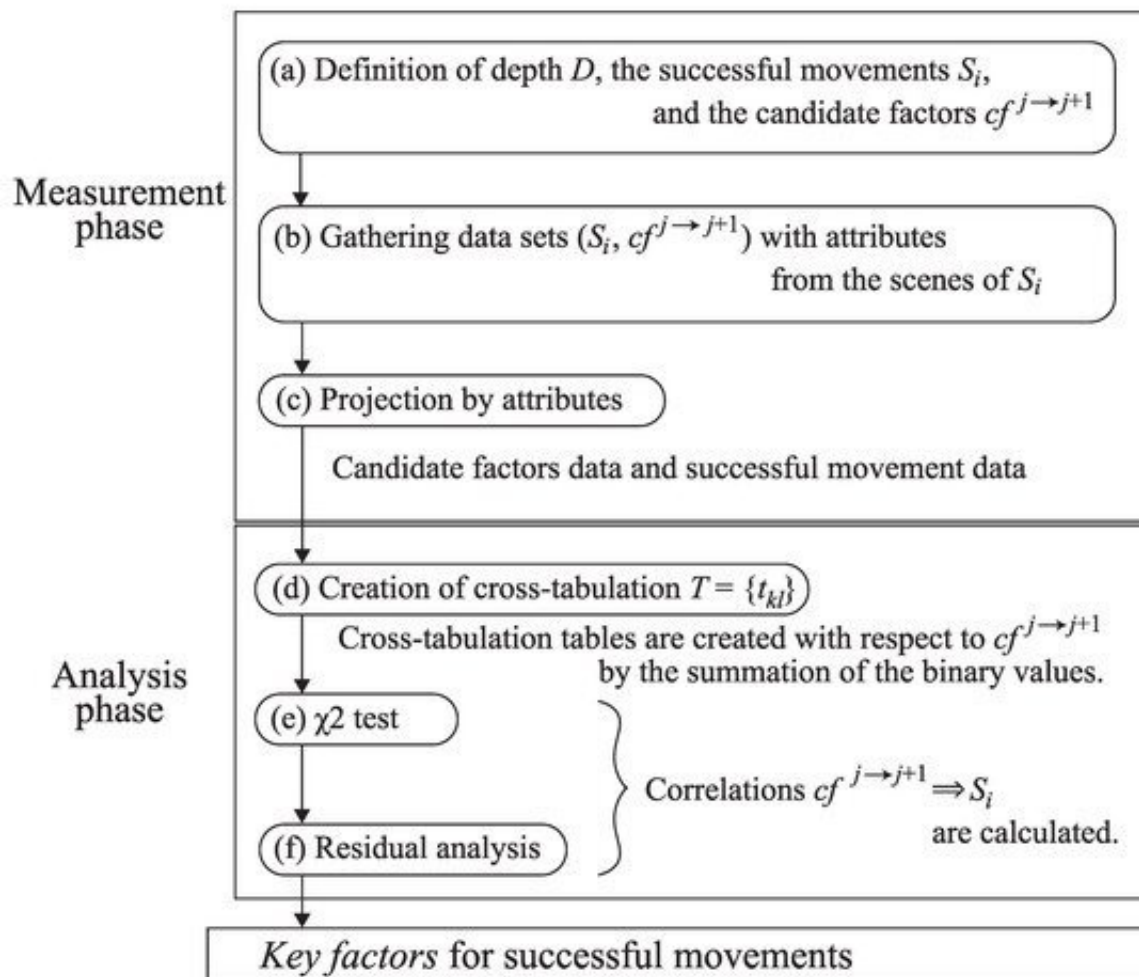 (a) Definition of depth D, the successful movements Sᵢ,
and the candidate factors cf ʲ→ʲ⁺¹
Measurement
phase
(b) Gathering data sets (Sᵢ, cf ʲ→ʲ⁺¹) with attributes
from the scenes of Sᵢ
(c) Projection by attributes
Candidate factors data and successful movement data
(d) Creation of cross-tabulation T = {tₖₗ}
Cross-tabulation tables are created with respect to cf ʲ→ʲ⁺¹
by the summation of the binary values.
Analysis
phase
(e) χ2 test
Correlations cf ʲ→ʲ⁺¹ ⇒ Sᵢ
are calculated.
(f) Residual analysis
Key factors for successful movements